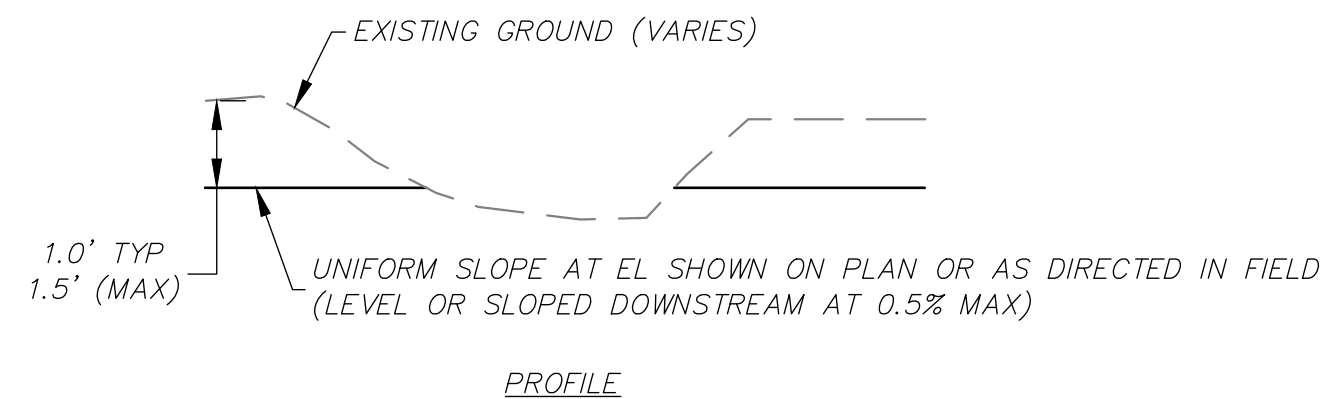 EXISTING GROUND (VARIES)
1.0' TYP
1.5' (MAX)
UNIFORM SLOPE AT EL SHOWN ON PLAN OR AS DIRECTED IN FIELD
(LEVEL OR SLOPED DOWNSTREAM AT 0.5% MAX)
PROFILE